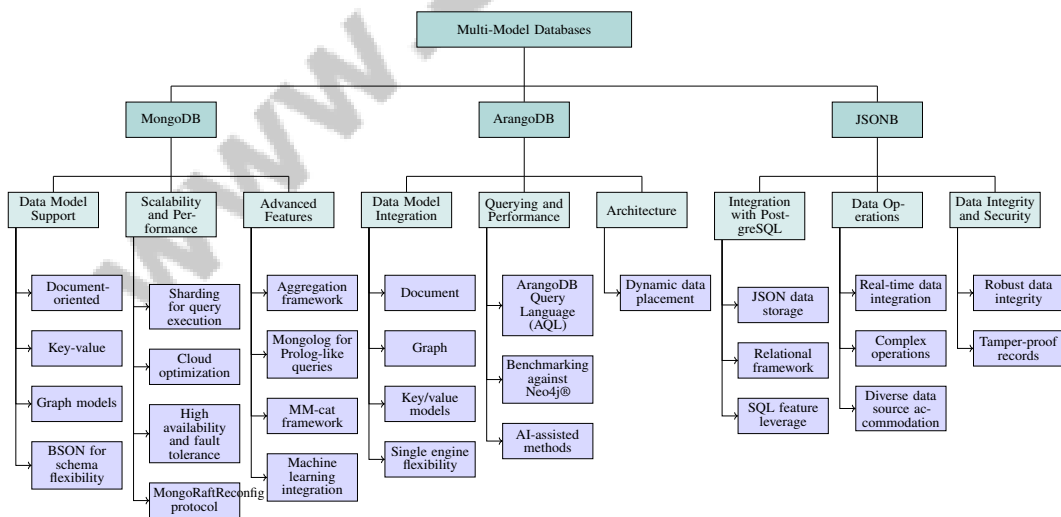 Multi-Model Databases
MongoDB
ArangoDB
JSONB
Data Model
Support
Scalability and Per-
formance
Advanced
Features
Data Model
Integration
Querying and
Performance
Architecture
Integration
with Post-
greSQL
Data Op-
erations
Data Integrity
and Security
Document-
oriented
Key-value
Graph models
BSON for
schema
flexibility
Sharding
for query
execution
Cloud
optimization
High
availability
and fault
tolerance
MongoRaftReconfig
protocol
Aggregation
framework
Mongolog for
Prolog-like
queries
MM-cat
framework
Machine
learning
integration
Document
Graph
Key/value
models
Single engine
flexibility
ArangoDB
Query
Language
(AQL)
Benchmarking
against
Neo4j®
AI-assisted
methods
Dynamic data
placement
JSON data
storage
Relational
framework
SQL feature
leverage
Real-time data
integration
Complex
operations
Diverse data
source ac-
commodation
Robust data
integrity
Tamper-proof
records
www.